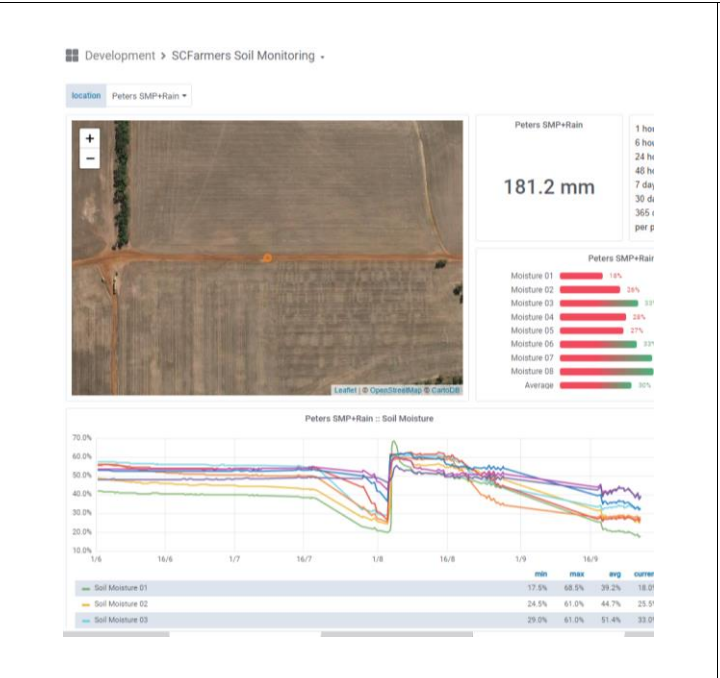 Development > SCFarmers Soil Monitoring
location Peters SMP+Rain
+
−
Leaflet | © OpenStreetMap © CartoDB
Peters SMP+Rain
181.2 mm
1 hou
6 hou
24 ho
48 ho
7 day
30 da
365 d
per p
Peters SMP+Rain
Moisture 01 18%
Moisture 02 26%
Moisture 03 33%
Moisture 04 28%
Moisture 05 27%
Moisture 06 33%
Moisture 07
Moisture 08
Average 30%
Peters SMP+Rain :: Soil Moisture
70.0%
60.0%
50.0%
40.0%
30.0%
20.0%
10.0%
1/6 16/6 1/7 16/7 1/8 16/8 1/9 16/9
min max avg curren
Soil Moisture 01 17.5% 68.5% 39.2% 18.0%
Soil Moisture 02 24.5% 61.0% 44.7% 25.5%
Soil Moisture 03 29.0% 61.0% 51.4% 33.0%